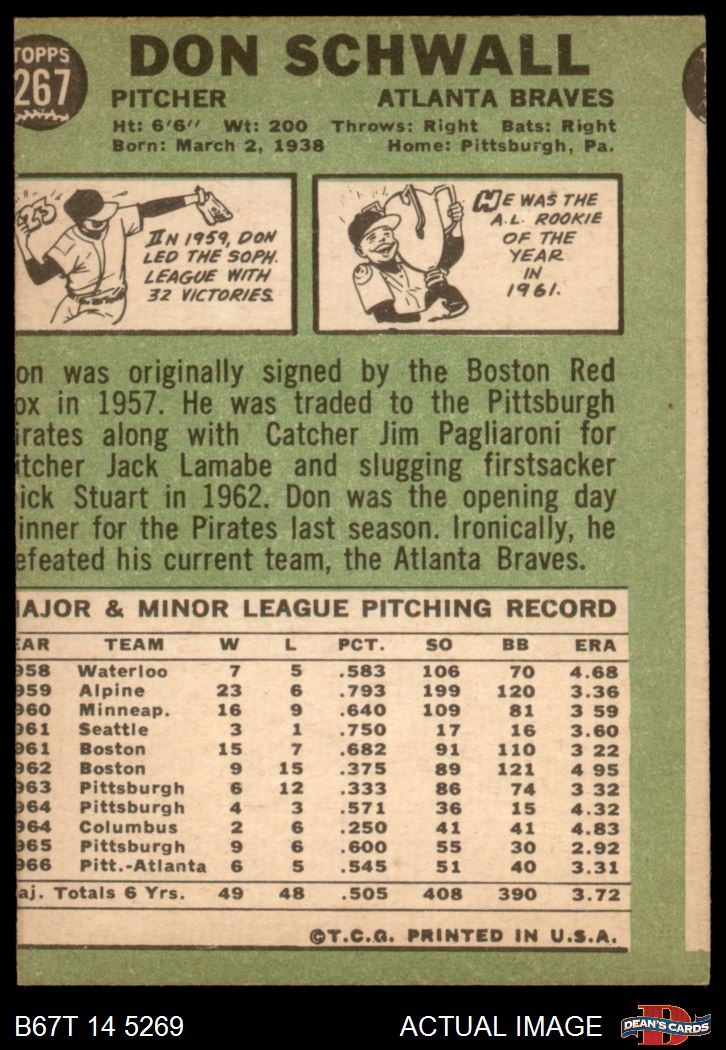 TOPPS
267
DON SCHWALL
PITCHER ATLANTA BRAVES
Ht: 6'6" Wt: 200 Throws: Right Bats: Right
Born: March 2, 1938 Home: Pittsburgh, Pa.
23
IN 1959, DON
LED THE SOPH.
LEAGUE WITH
32 VICTORIES.
HE WAS THE
A.L. ROOKIE
OF THE
YEAR
IN
1961.
on was originally signed by the Boston Red
ox in 1957. He was traded to the Pittsburgh
irates along with Catcher Jim Pagliaroni for
itcher Jack Lamabe and slugging firstsacker
ick Stuart in 1962. Don was the opening day
inner for the Pirates last season. Ironically, he
efeated his current team, the Atlanta Braves.
AJOR & MINOR LEAGUE PITCHING RECORD
EAR TEAM W L PCT. SO BB ERA
958 Waterloo 7 5 .583 106 70 4.68
959 Alpine 23 6 .793 199 120 3.36
960 Minneap. 16 9 .640 109 81 3 59
961 Seattle 3 1 .750 17 16 3.60
961 Boston 15 7 .682 91 110 3 22
962 Boston 9 15 .375 89 121 4 95
963 Pittsburgh 6 12 .333 86 74 3 32
964 Pittsburgh 4 3 .571 36 15 4.32
964 Columbus 2 6 .250 41 41 4.83
965 Pittsburgh 9 6 .600 55 30 2.92
966 Pitt.-Atlanta 6 5 .545 51 40 3.31
aj. Totals 6 Yrs. 49 48 .505 408 390 3.72
©T.C.G. PRINTED IN U.S.A.
B67T 14 5269 ACTUAL IMAGE
D
DEAN'S CARDS